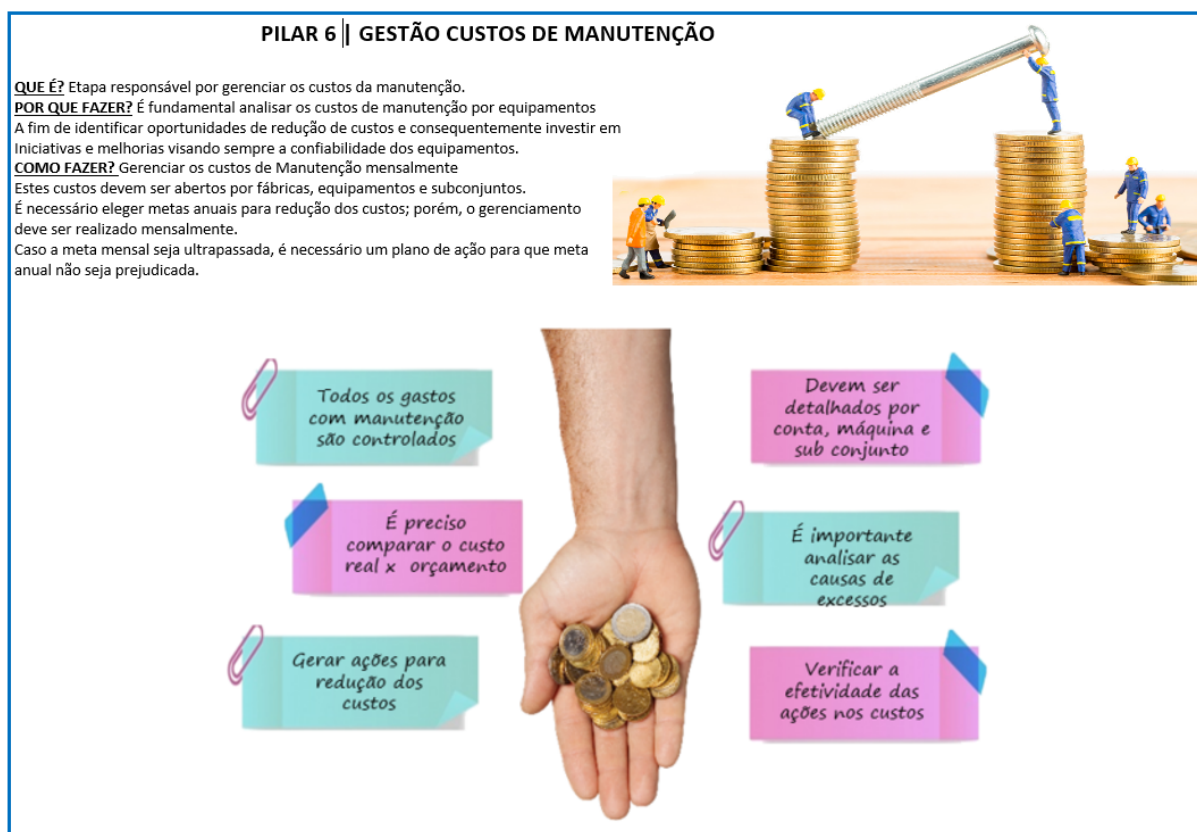 PILAR 6 | GESTÃO CUSTOS DE MANUTENÇÃO
QUE É? Etapa responsável por gerenciar os custos da manutenção.
POR QUE FAZER? É fundamental analisar os custos de manutenção por equipamentos
A fim de identificar oportunidades de redução de custos e consequentemente investir em
Iniciativas e melhorias visando sempre a confiabilidade dos equipamentos.
COMO FAZER? Gerenciar os custos de Manutenção mensalmente
Estes custos devem ser abertos por fábricas, equipamentos e subconjuntos.
É necessário eleger metas anuais para redução dos custos; porém, o gerenciamento
deve ser realizado mensalmente.
Caso a meta mensal seja ultrapassada, é necessário um plano de ação para que meta
anual não seja prejudicada.
Todos os gastos
com manutenção
são controlados
Devem ser
detalhados por
conta, máquina e
sub conjunto
É preciso
comparar o custo
real x orçamento
É importante
analisar as
causas de
excessos
Gerar ações para
redução dos
custos
Verificar a
efetividade das
ações nos custos